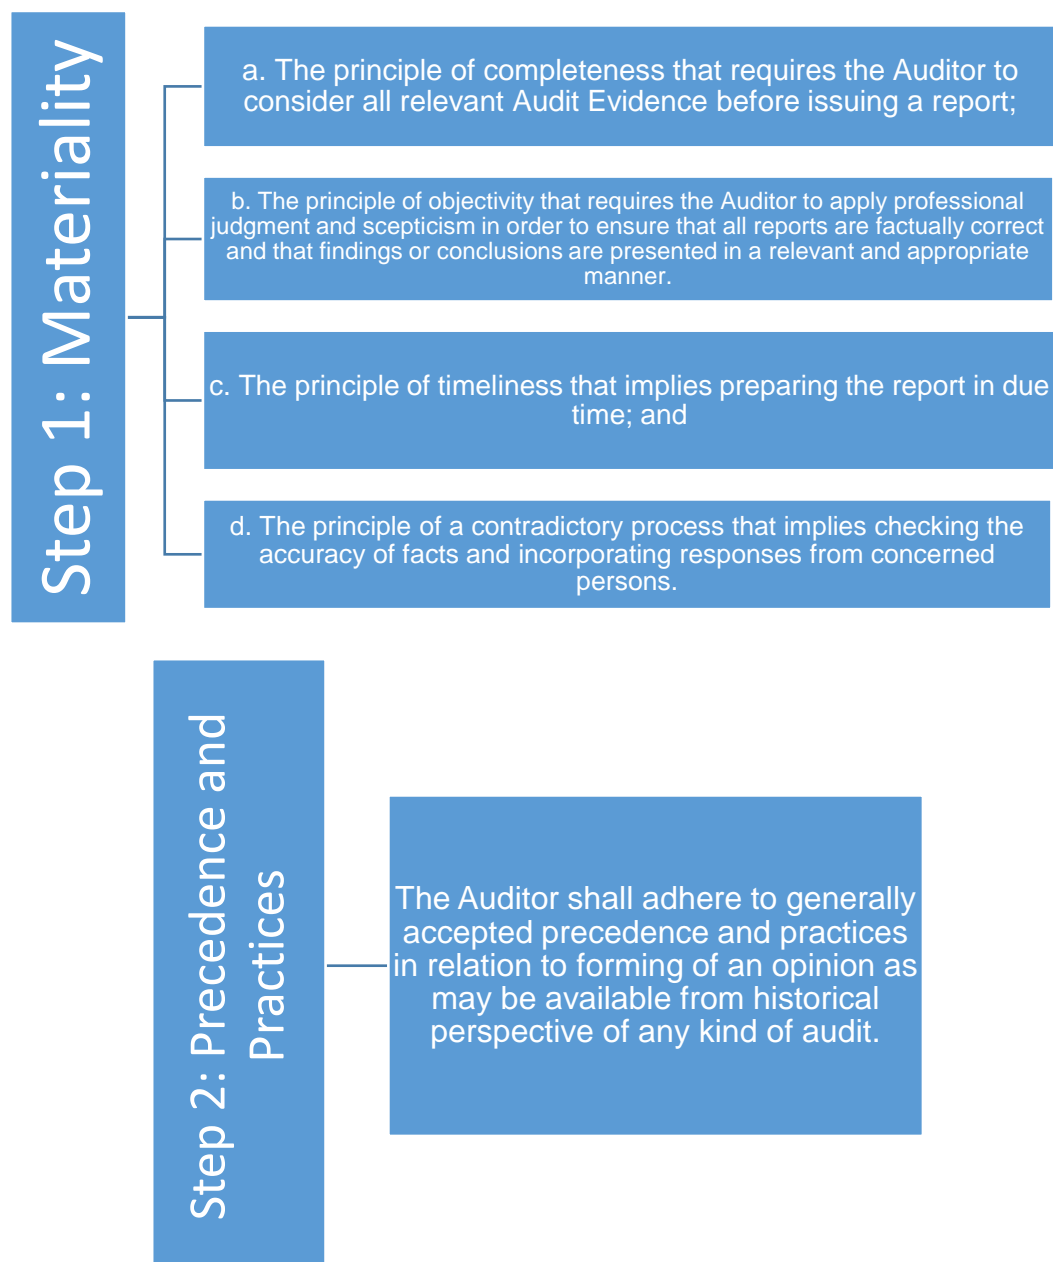 Step 1: Materiality
a. The principle of completeness that requires the Auditor to
consider all relevant Audit Evidence before issuing a report;
b. The principle of objectivity that requires the Auditor to apply professional
judgment and scepticism in order to ensure that all reports are factually correct
and that findings or conclusions are presented in a relevant and appropriate
manner.
c. The principle of timeliness that implies preparing the report in due
time; and
d. The principle of a contradictory process that implies checking the
accuracy of facts and incorporating responses from concerned
persons.
Step 2: Precedence and
Practices
The Auditor shall adhere to generally
accepted precedence and practices
in relation to forming of an opinion as
may be available from historical
perspective of any kind of audit.